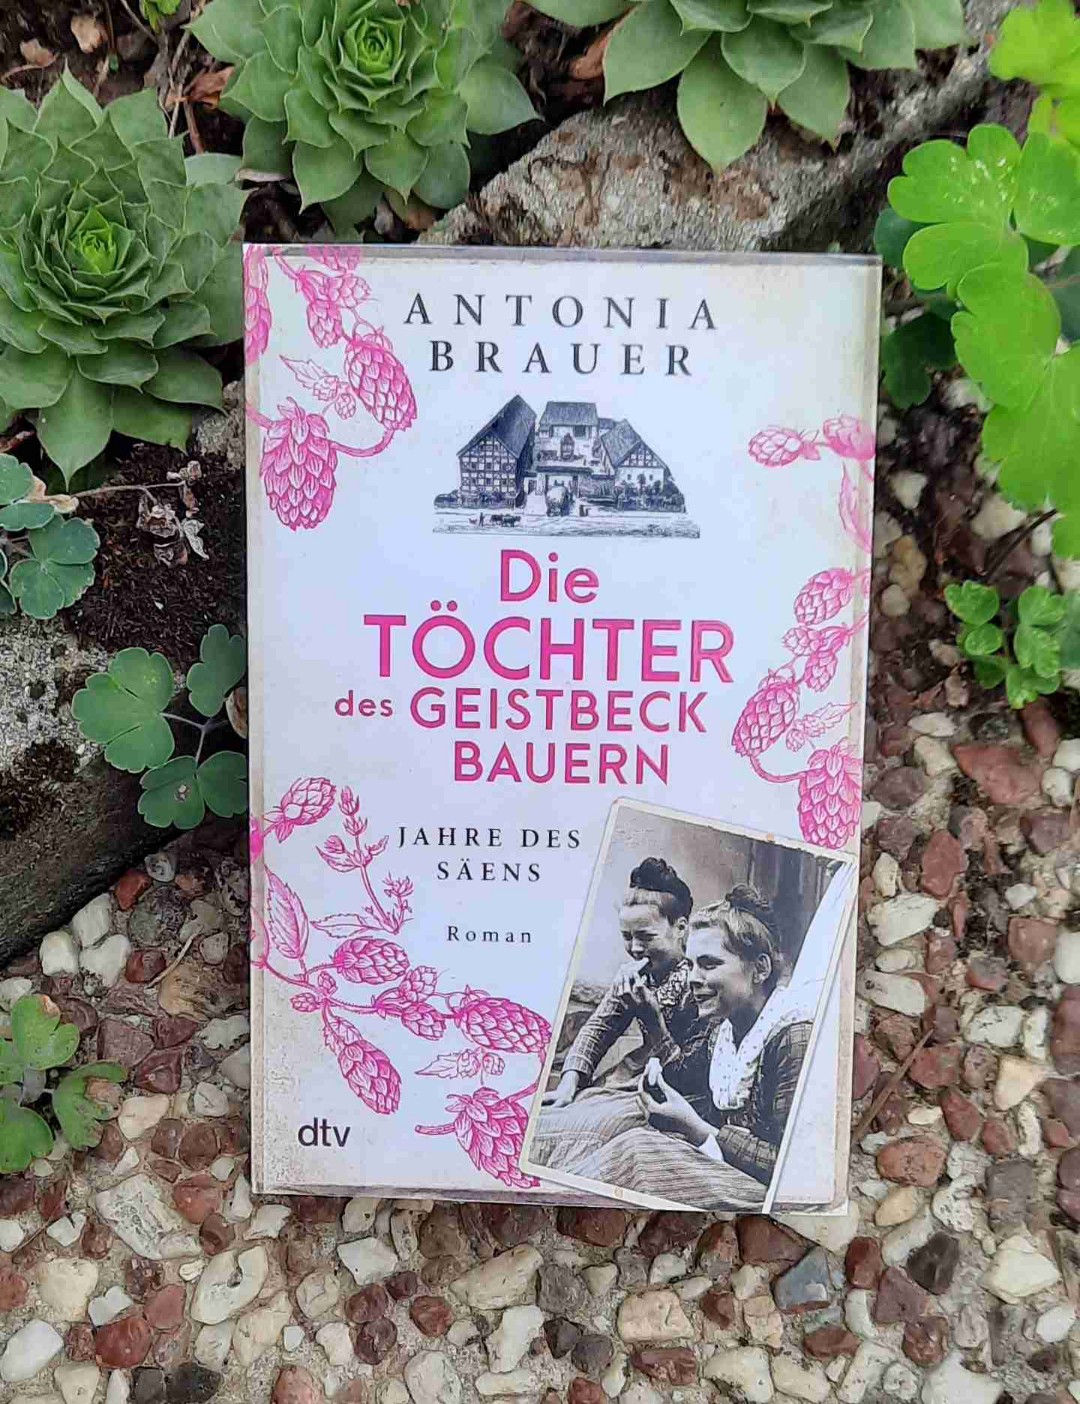 ANTONIA
BRAUER
Die
TÖCHTER
des GEISTBECK
BAUERN
JAHRE DES
SÄENS
Roman
dtv